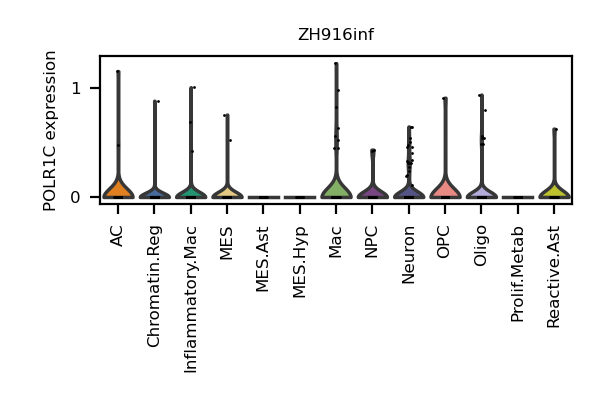 ZH916inf
POLR1C expression
1
0
AC
Chromatin.Reg
Inflammatory.Mac
MES
MES.Ast
MES.Hyp
Mac
NPC
Neuron
OPC
Oligo
Prolif.Metab
Reactive.Ast